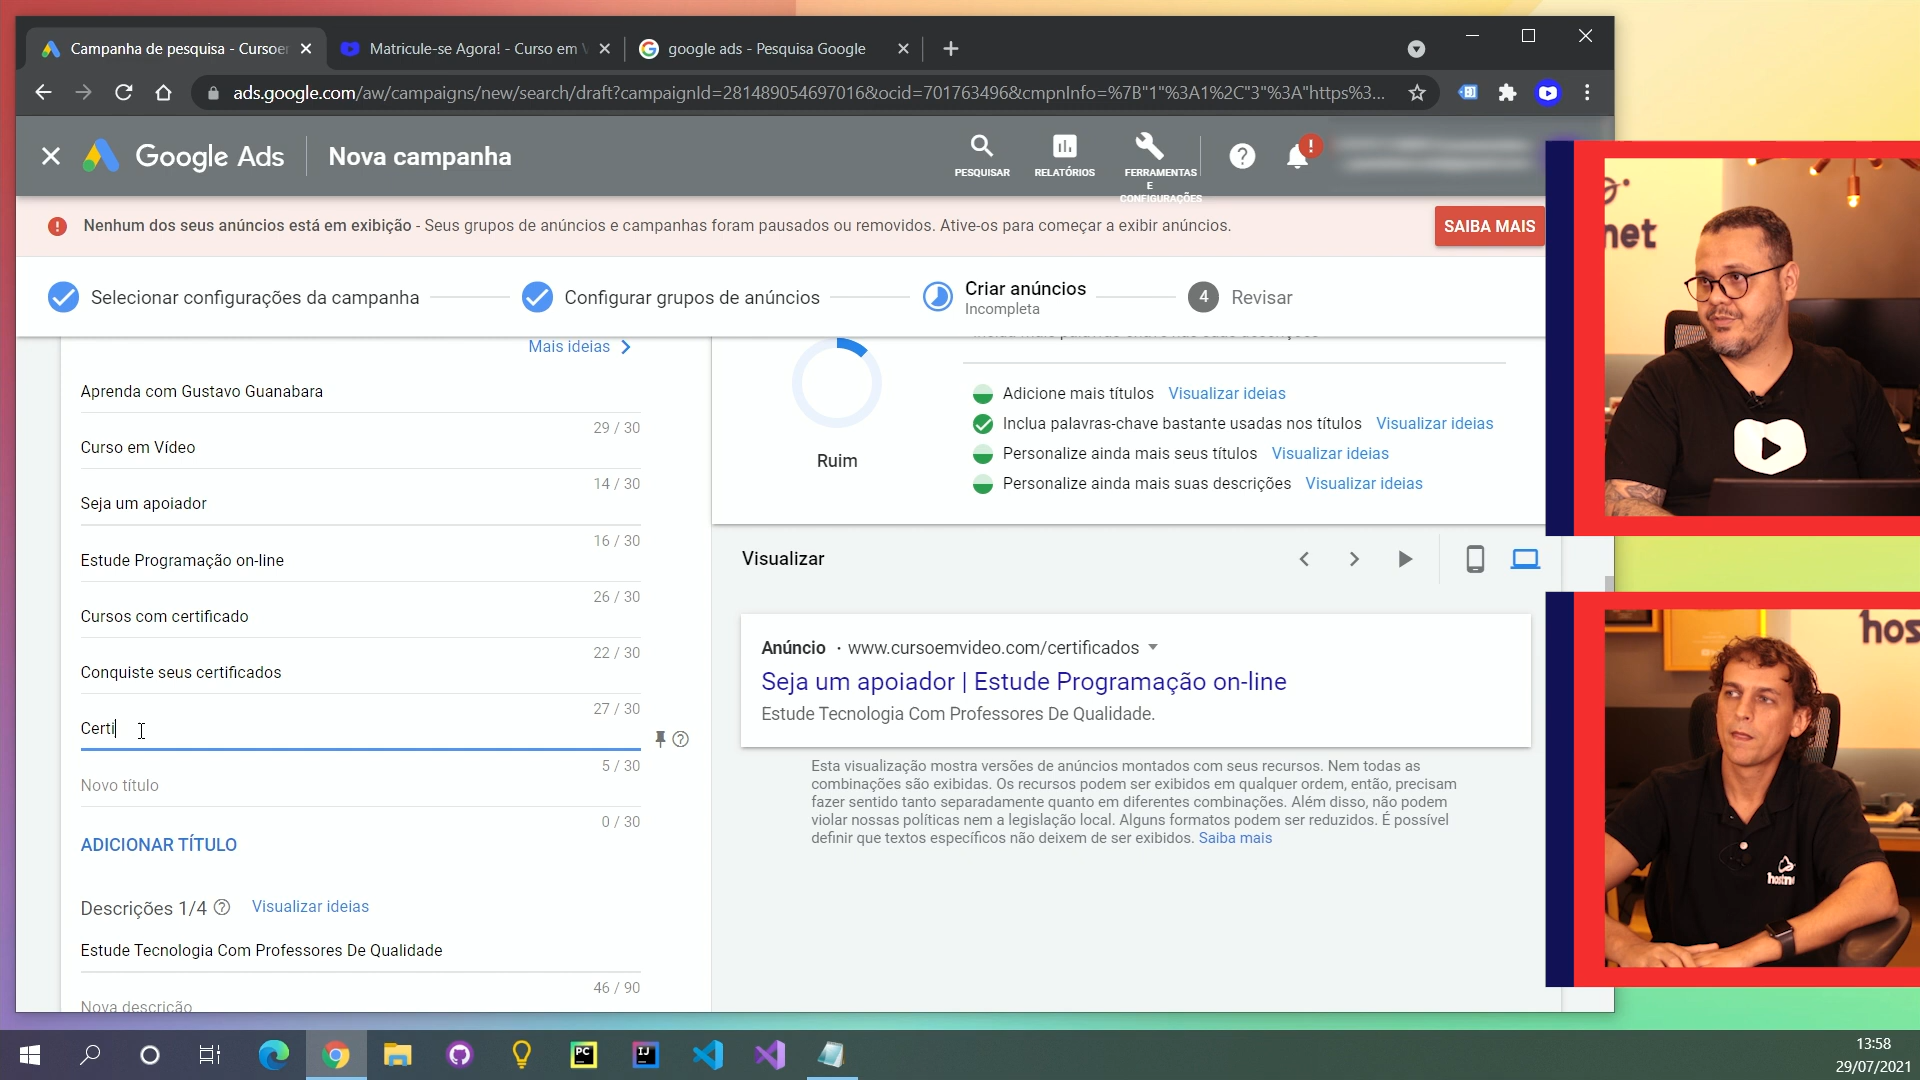 Campanha de pesquisa - Cursoe
Matricule-se Agora! - Curso em
google ads - Pesquisa Google
ads.google.com/aw/campaigns/new/search/draft?campaignId=281489054697016&ocid=701763496&cmpnInfo=%7B"1"%3A1%2C"3"%3A"https%3...
Google Ads
Nova campanha
PESQUISAR
RELATÓRIOS
FERRAMENTAS
E
CONFIGURAÇÕES
Nenhum dos seus anúncios está em exibição - Seus grupos de anúncios e campanhas foram pausados ou removidos. Ative-os para começar a exibir anúncios.
SAIBA MAIS
Selecionar configurações da campanha
Configurar grupos de anúncios
Criar anúncios
Incompleta
4
Revisar
Mais ideias
Aprenda com Gustavo Guanabara
29 / 30
Curso em Vídeo
14 / 30
Seja um apoiador
16 / 30
Estude Programação on-line
26 / 30
Cursos com certificado
22 / 30
Conquiste seus certificados
27 / 30
Certi
5 / 30
Novo título
0 / 30
ADICIONAR TÍTULO
Descrições 1/4
Visualizar ideias
Estude Tecnologia Com Professores De Qualidade
46 / 90
Nova descrição
Ruim
Adicione mais títulos Visualizar ideias
Inclua palavras-chave bastante usadas nos títulos Visualizar ideias
Personalize ainda mais seus títulos Visualizar ideias
Personalize ainda mais suas descrições Visualizar ideias
Visualizar
Anúncio · www.cursoemvideo.com/certificados
Seja um apoiador | Estude Programação on-line
Estude Tecnologia Com Professores De Qualidade.
Esta visualização mostra versões de anúncios montados com seus recursos. Nem todas as
combinações são exibidas. Os recursos podem ser exibidos em qualquer ordem, então, precisam
fazer sentido tanto separadamente quanto em diferentes combinações. Além disso, não podem
violar nossas políticas nem a legislação local. Alguns formatos podem ser reduzidos. É possível
definir que textos específicos não deixem de ser exibidos. Saiba mais
net
hos
hostn
PC
IJ
13:58
29/07/2021